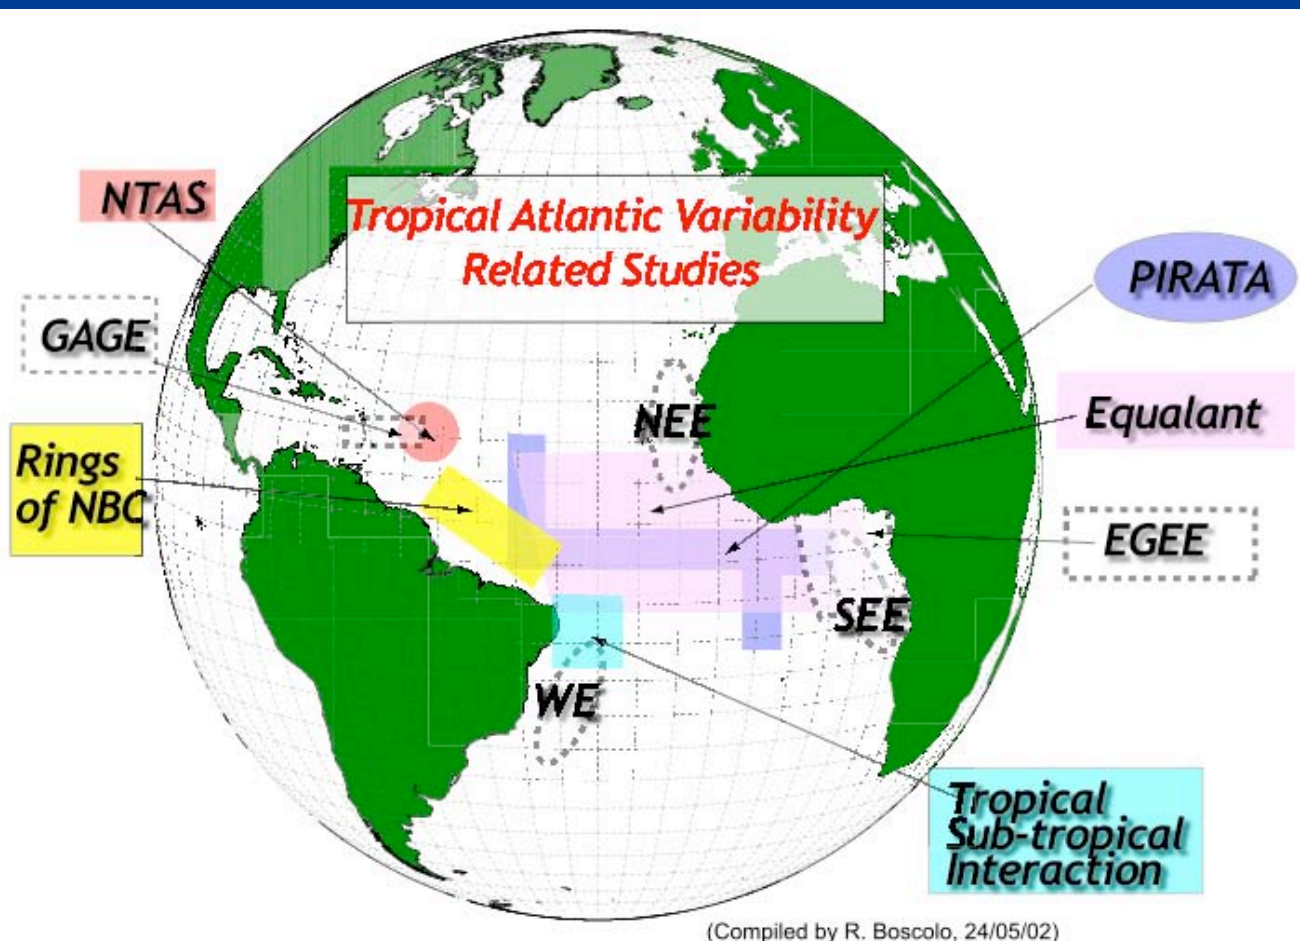 Tropical Atlantic Variability
Related Studies
NTAS
GAGE
Rings
of NBC
NEE
PIRATA
Equalant
EGEE
SEE
WE
Tropical
Sub-tropical
Interaction
(Compiled by R. Boscolo, 24/05/02)